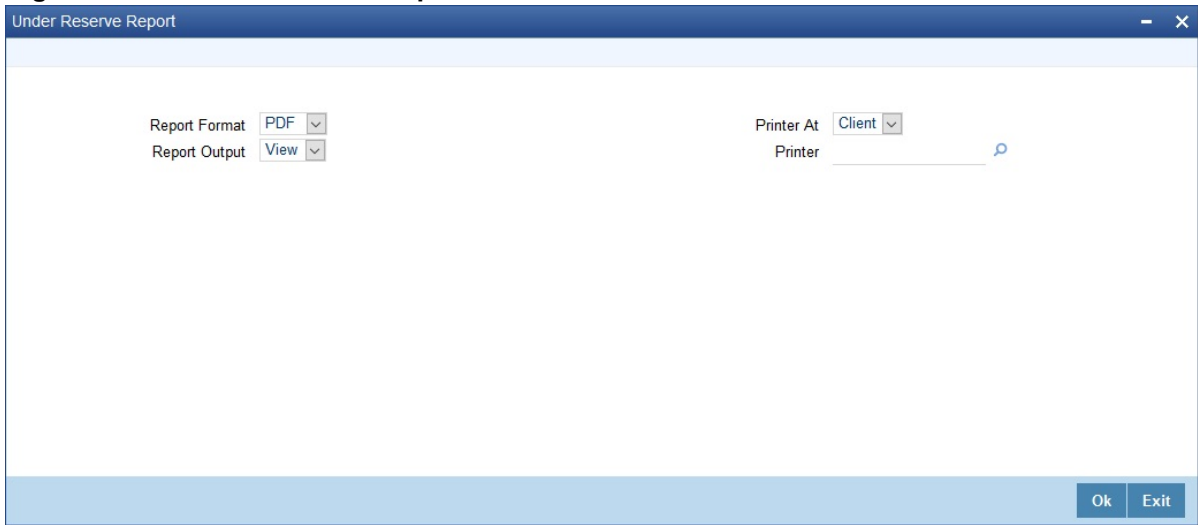 Under Reserve Report
Report Format PDF
Printer At Client
Report Output View
Printer
Ok Exit